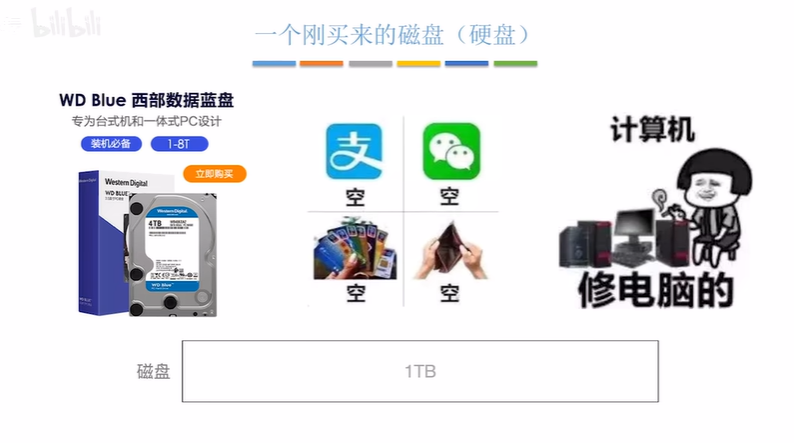 bilibili
一个刚买来的磁盘（硬盘）
WD Blue 西部数据蓝盘
专为台式机和一体式PC设计
装机必备
1-8T
立即购买
Western Digital
WD BLUE
Western Digital
4TB
WD Blue
支
空
空
空
空
计算机
修电脑的
磁盘
1TB